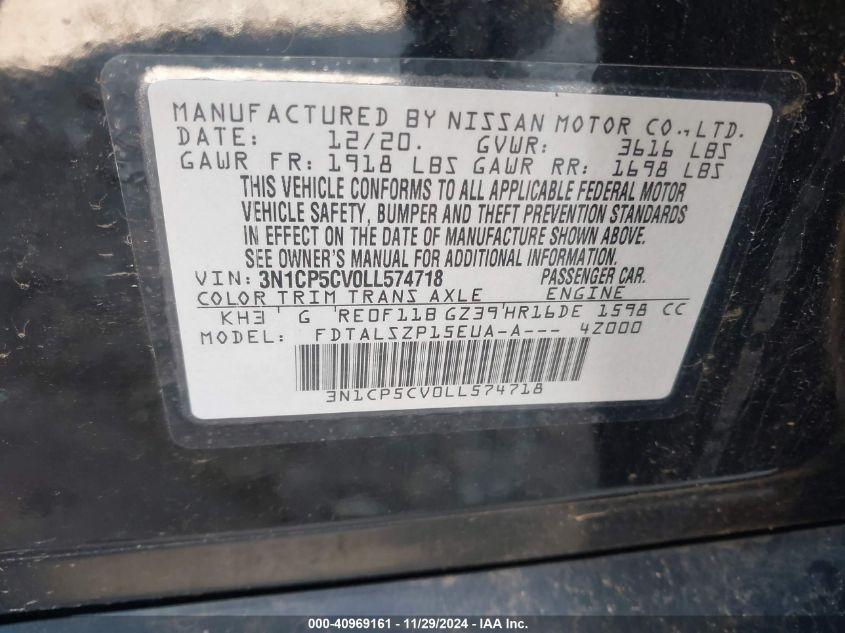 MANUFACTURED BY NISSAN MOTOR CO., LTD.
DATE: 12/20. GVWR: 3616 LBS
GAWR FR: 1918 LBS GAWR RR: 1698 LBS
THIS VEHICLE CONFORMS TO ALL APPLICABLE FEDERAL MOTOR
VEHICLE SAFETY, BUMPER AND THEFT PREVENTION STANDARDS
IN EFFECT ON THE DATE OF MANUFACTURE SHOWN ABOVE.
SEE OWNER'S MANUAL FOR ADDITIONAL INFORMATION.
VIN: 3N1CP5CV0LL574718 PASSENGER CAR.
COLOR TRIM TRANS AXLE ENGINE
KH3 G RE0F11B GZ39 HR16DE 1598 CC
MODEL: FDTALSZP15EUA-A--- 4Z000
3N1CP5CV0LL574718
000-40969161 | 11/29/2024 | IAA Inc.